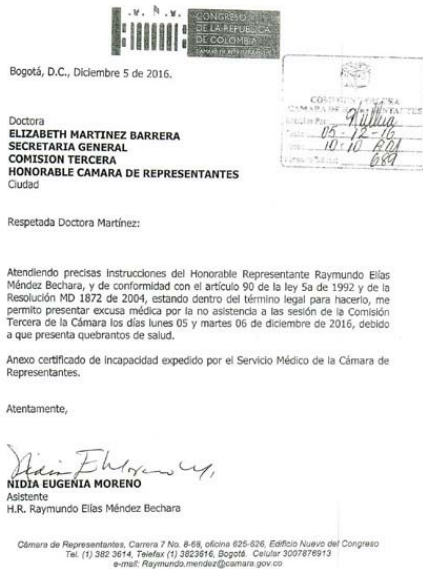 CONGRESO
DE LA REPÚBLICA
DE COLOMBIA
Bogotá, D.C., Diciembre 5 de 2016.
COMISION TERCERA
CAMARA DE REPRESENTANTES
05-12-16
10:10 AM
689
Doctora
ELIZABETH MARTINEZ BARRERA
SECRETARIA GENERAL
COMISION TERCERA
HONORABLE CAMARA DE REPRESENTANTES
Ciudad
Respetada Doctora Martínez:
Atendiendo precisas instrucciones del Honorable Representante Raymundo Elías
Méndez Bechara, y de conformidad con el artículo 90 de la ley 5a de 1992 y de la
Resolución MD 1872 de 2004, estando dentro del término legal para hacerlo, me
permito presentar excusa médica por la no asistencia a las sesión de la Comisión
Tercera de la Cámara los días lunes 05 y martes 06 de diciembre de 2016, debido
a que presenta quebrantos de salud.
Anexo certificado de incapacidad expedido por el Servicio Médico de la Cámara de
Representantes.
Atentamente,
NIDIA EUGENIA MORENO
Asistente
H.R. Raymundo Elías Méndez Bechara
Cámara de Representantes, Carrera 7 No. 8-68, oficina 625-626, Edificio Nuevo del Congreso
Tel. (1) 382 3614, Telefax (1) 3823616, Bogotá. Celular 3007876913
e-mail: Raymundo.mendez@camara.gov.co